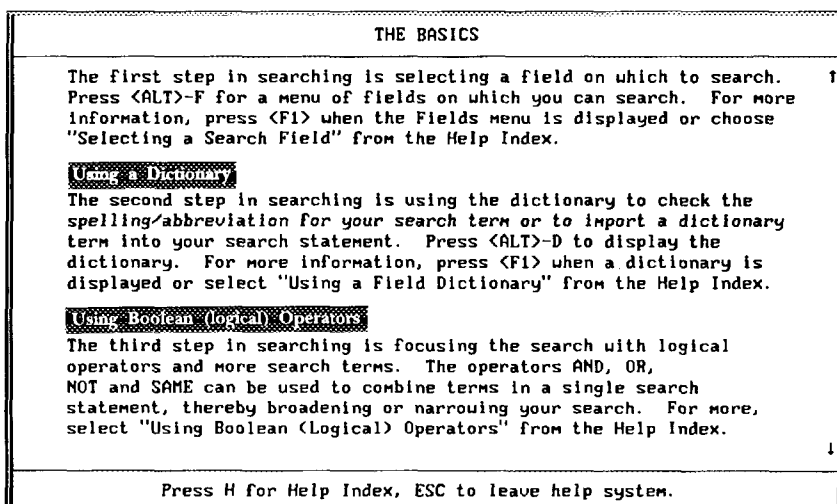 THE BASICS
The first step in searching is selecting a field on which to search.
Press <ALT>-F for a menu of fields on which you can search.  For more
information, press <F1> when the Fields menu is displayed or choose
"Selecting a Search Field" from the Help Index.
Using a Dictionary
The second step in searching is using the dictionary to check the
spelling/abbreviation for your search term or to import a dictionary
term into your search statement.  Press <ALT>-D to display the
dictionary.  For more information, press <F1> when a dictionary is
displayed or select "Using a Field Dictionary" from the Help Index.
Using Boolean (logical) Operators
The third step in searching is focusing the search with logical
operators and more search terms.  The operators AND, OR,
NOT and SAME can be used to combine terms in a single search
statement, thereby broadening or narrowing your search.  For more,
select "Using Boolean (Logical) Operators" from the Help Index.
Press H for Help Index, ESC to leave help system.